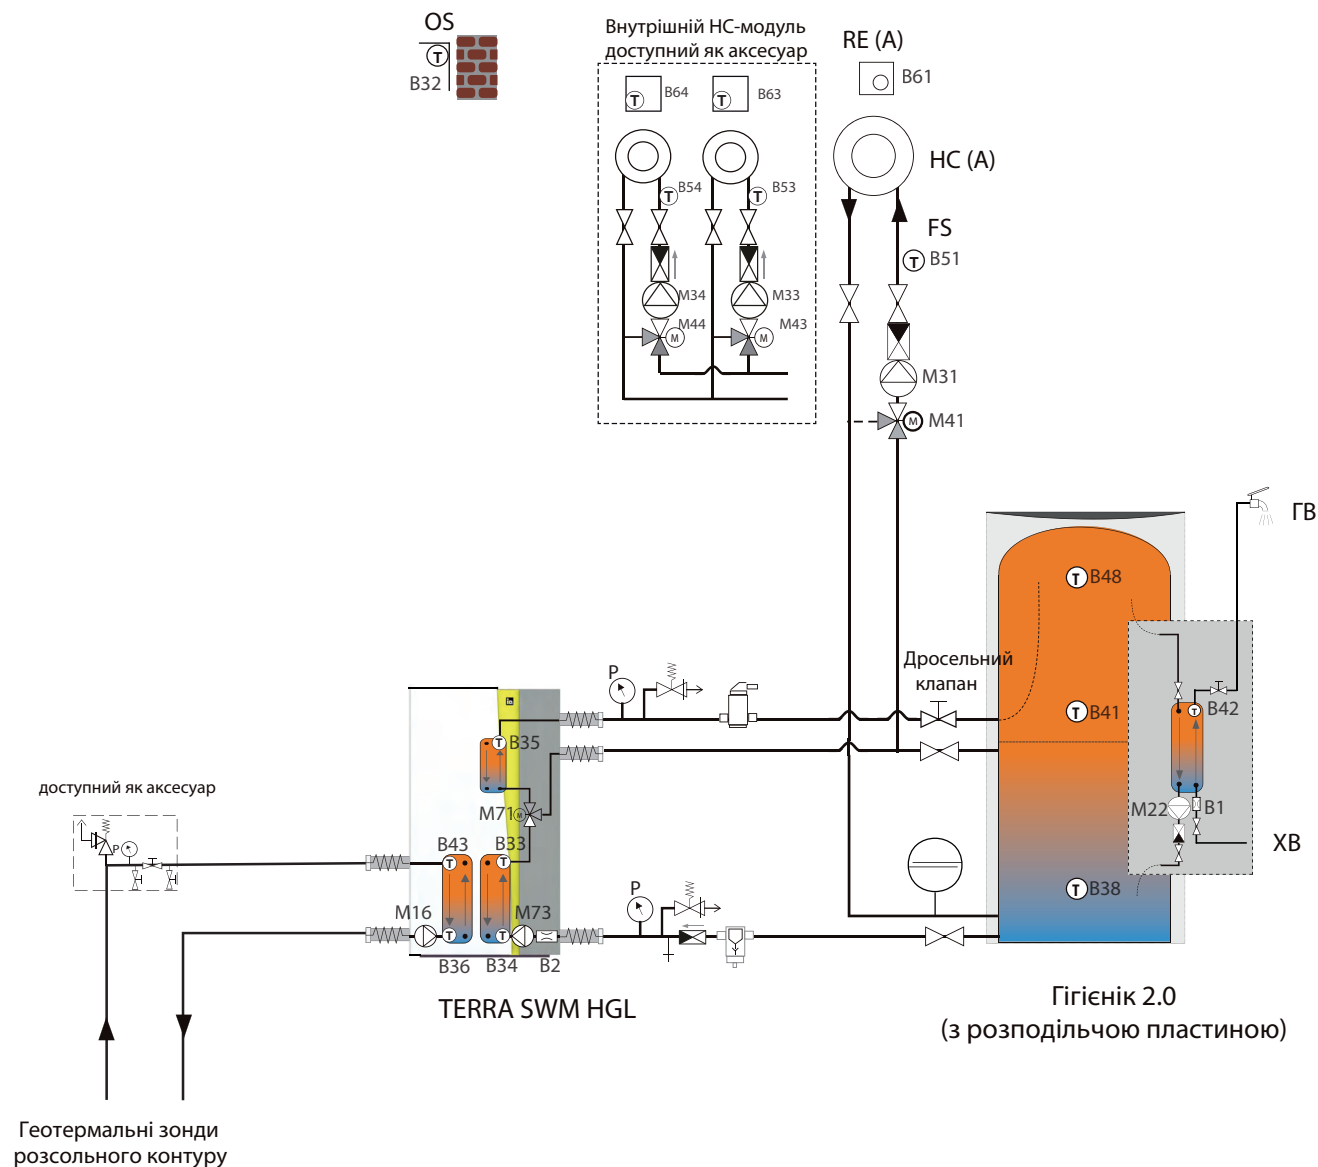 OS
T
B32
Внутрішній НС-модуль
доступний як аксесуар
T
B64
T
B63
RE (A)
B61
HC (A)
T
B54
T
B53
FS
T
B51
M34
M33
M44
M
M43
M
M31
M
M41
ГВ
T
B48
Дросельний
клапан
P
T
B41
T
B42
T
B35
доступний як аксесуар
P
M71
M
M22
B1
ХВ
B43
T
B33
T
P
T
B38
M16
T
T
M73
B36
B34
B2
TERRA SWM HGL
Гігієнік 2.0
(з розподільчою пластиною)
Геотермальні зонди
розсольного контуру